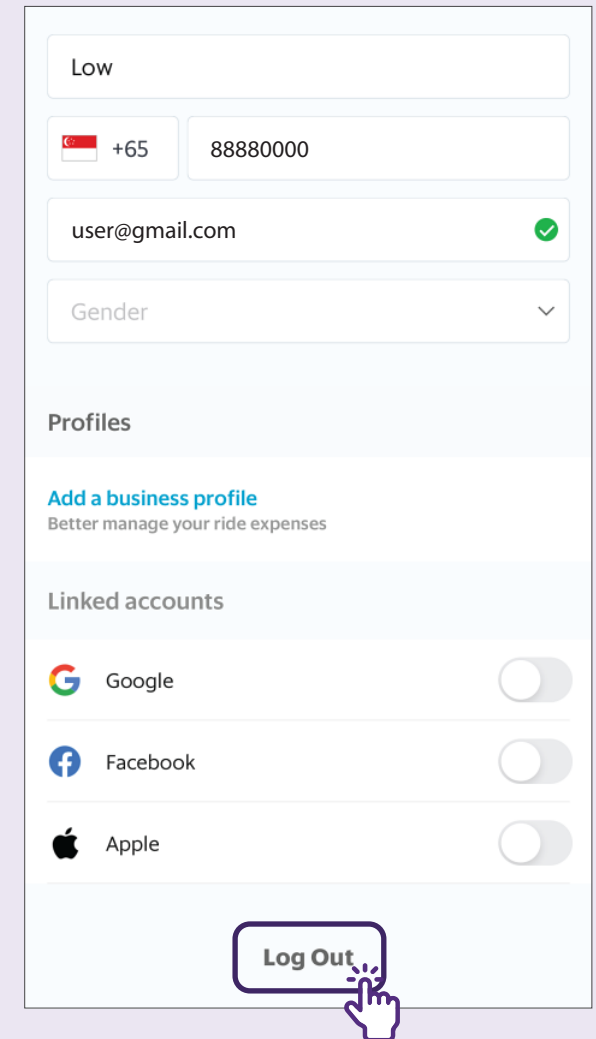 Low
+65 88880000
user@gmail.com
Gender
Profiles
Add a business profile
Better manage your ride expenses
Linked accounts
Google
Facebook
Apple
Log Out